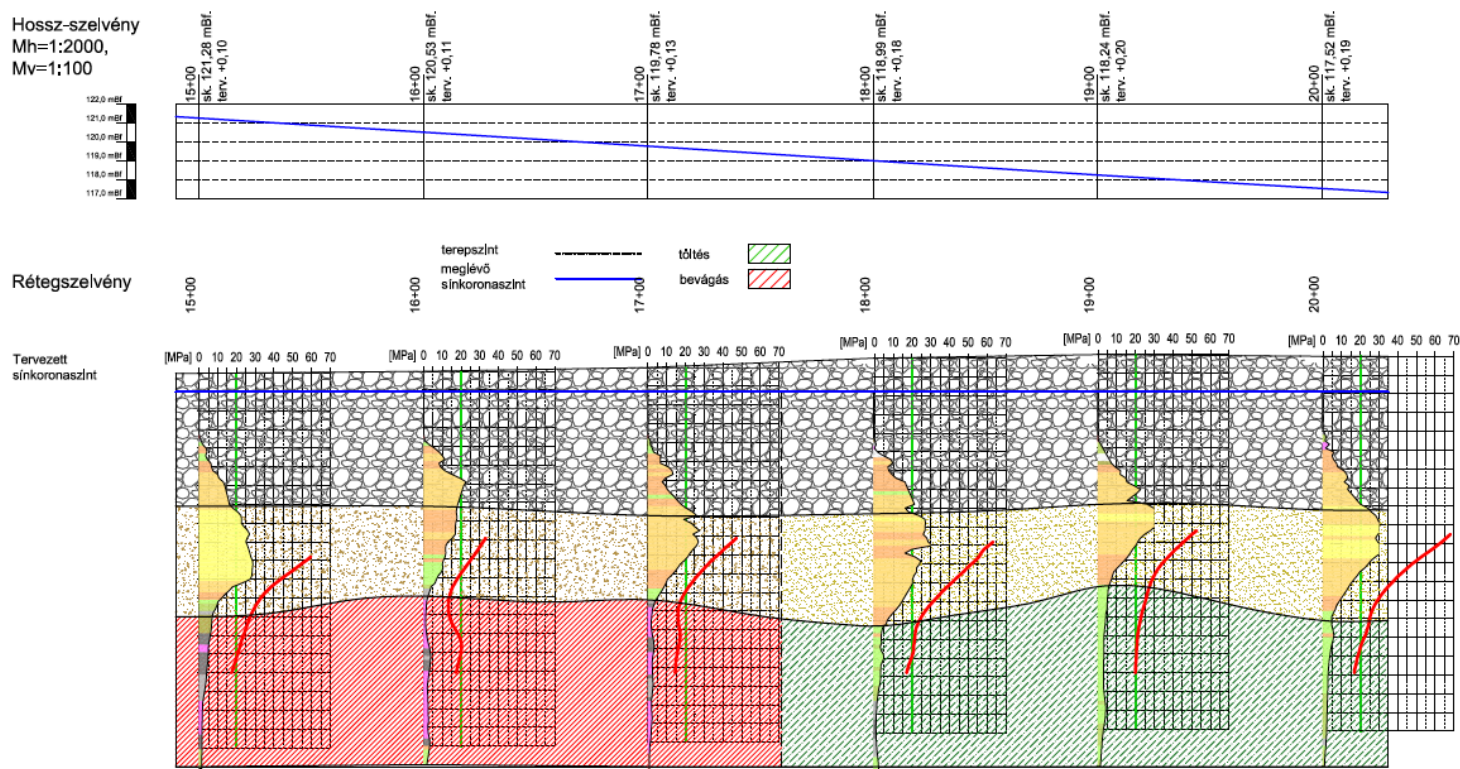 Hossz-szelvény
Mh=1:2000,
Mv=1:100
15+00
sk. 121,28 mBf.
terv. +0,10
16+00
sk. 120,53 mBf.
terv. +0,11
17+00
sk. 119,78 mBf.
terv. +0,13
18+00
sk. 118,99 mBf.
terv. +0,18
19+00
sk. 118,24 mBf.
terv. +0,20
20+00
sk. 117,52 mBf.
terv. +0,19
122,0 mBf
121,0 mBf
120,0 mBf
119,0 mBf
118,0 mBf
117,0 mBf
terepszint
meglévő
sínkoronaszint
töltés
bevágás
Rétegszelvény
15+00
16+00
17+00
18+00
19+00
20+00
Tervezett
sínkoronaszint
[MPa] 0 10 20 30 40 50 60 70
[MPa] 0 10 20 30 40 50 60 70
[MPa] 0 10 20 30 40 50 60 70
[MPa] 0 10 20 30 40 50 60 70
[MPa] 0 10 20 30 40 50 60 70
[MPa] 0 10 20 30 40 50 60 70